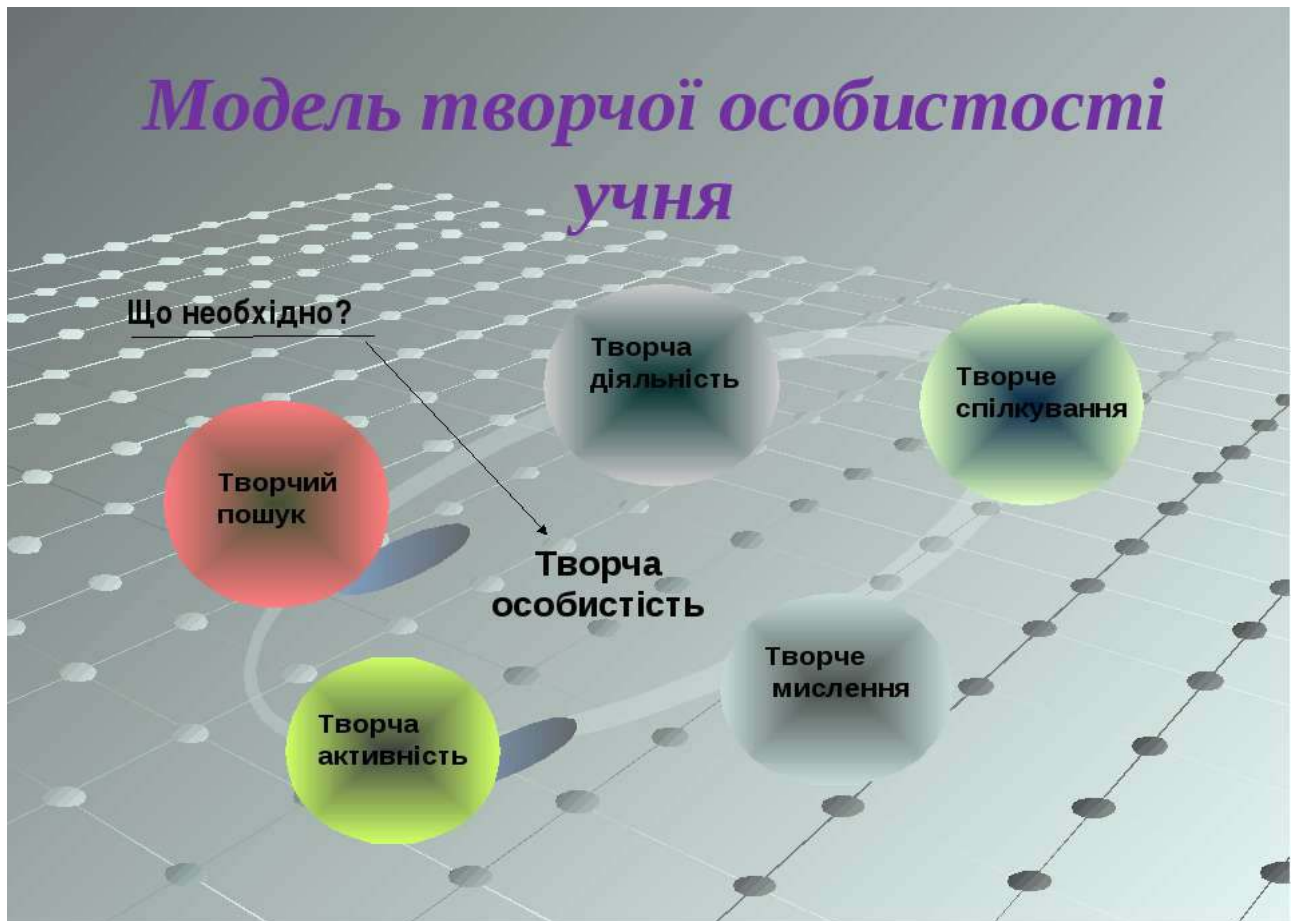 Модель творчої особистості
учня
Що необхідно?
Творча
діяльність
Творче
спілкування
Творчий
пошук
Творча
особистість
Творче
мислення
Творча
активність